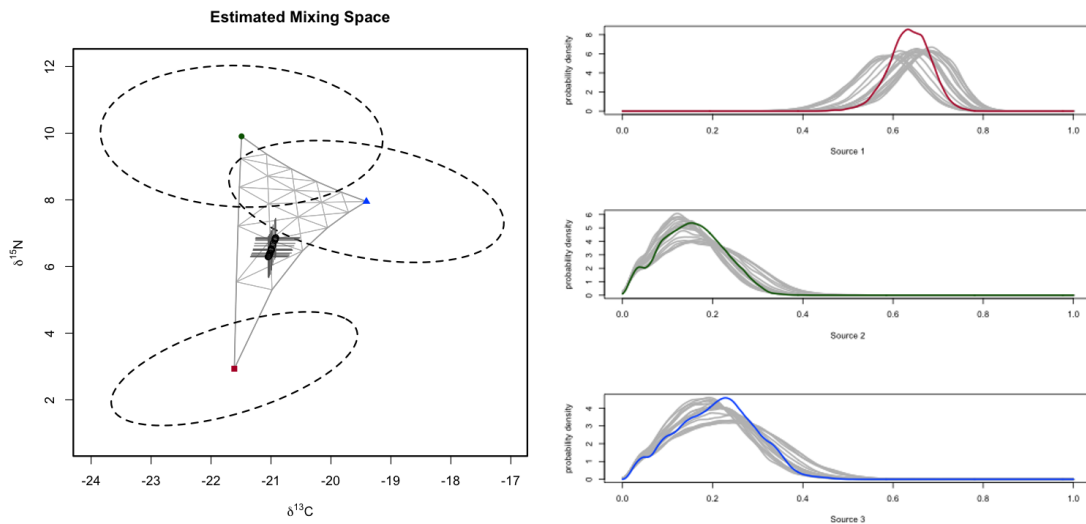 Estimated Mixing Space
12
10
8
6
4
2
δ15N
-24 -23 -22 -21 -20 -19 -18 -17
δ13C
8
6
4
2
0
probability density
0.0 0.2 0.4 0.6 0.8 1.0
Source 1
6
5
4
3
2
1
0
probability density
0.0 0.2 0.4 0.6 0.8 1.0
Source 2
4
3
2
1
0
probability density
0.0 0.2 0.4 0.6 0.8 1.0
Source 3